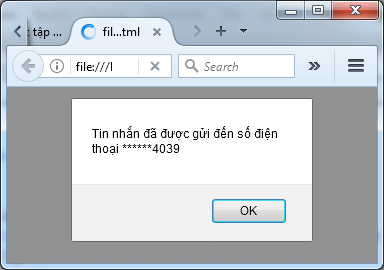 t tập ...
fil...tml
file:///l
Search
Tin nhắn đã được gửi đến số điện
thoại ******4039
OK